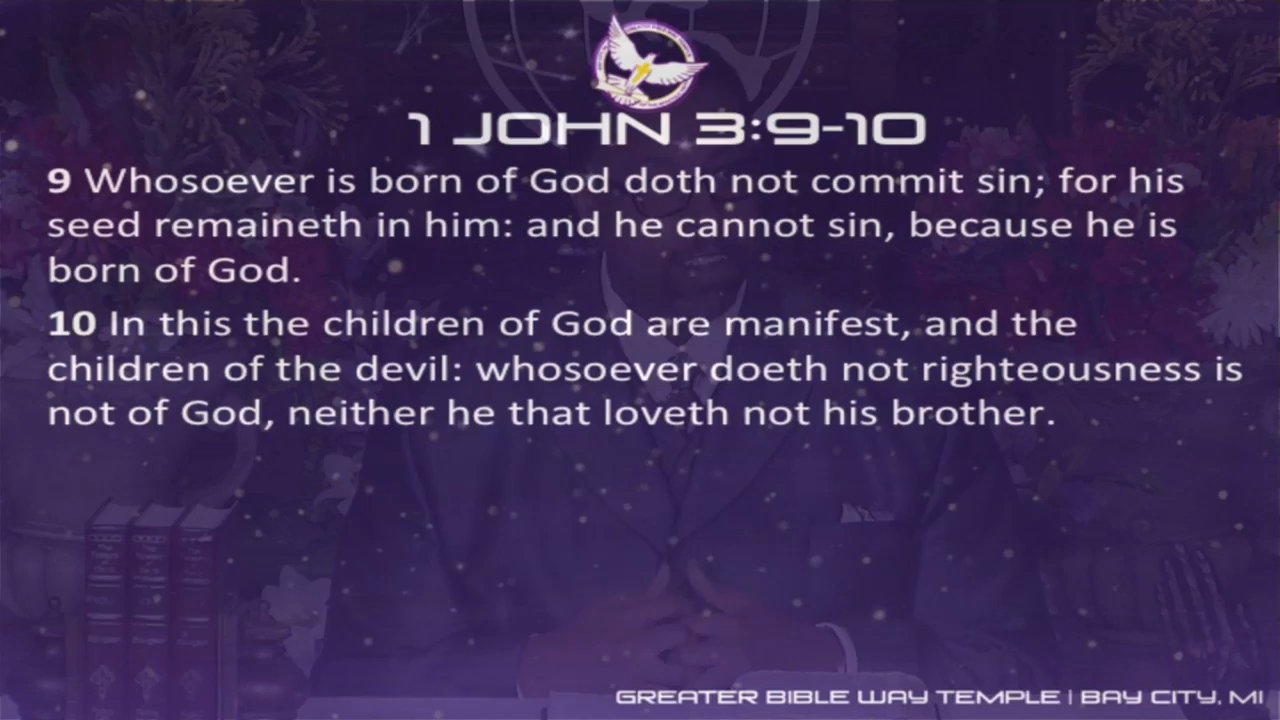 1 JOHN 3:9-10
9 Whosoever is born of God doth not commit sin; for his
seed remaineth in him: and he cannot sin, because he is
born of God.
10 In this the children of God are manifest, and the
children of the devil: whosoever doeth not righteousness is
not of God, neither he that loveth not his brother.
GREATER BIBLE WAY TEMPLE | BAY CITY, MI